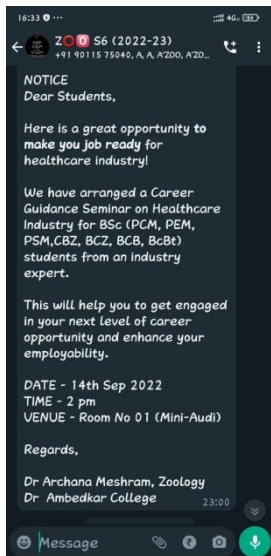 16:33
4G
Z⭕🅾️ S6 (2022-23)
+91 90115 75040, A, A, A'ZOO, A'ZO...
NOTICE
Dear Students,
Here is a great opportunity to
make you job ready for
healthcare industry!
We have arranged a Career
Guidance Seminar on Healthcare
Industry for BSc (PCM, PEM,
PSM,CBZ, BCZ, BCB, BcBt)
students from an industry
expert.
This will help you to get engaged
in your next level of career
opportunity and enhance your
employability.
DATE - 14th Sep 2022
TIME - 2 pm
VENUE - Room No 01 (Mini-Audi)
Regards,
Dr Archana Meshram, Zoology
Dr  Ambedkar College
23:00
Message